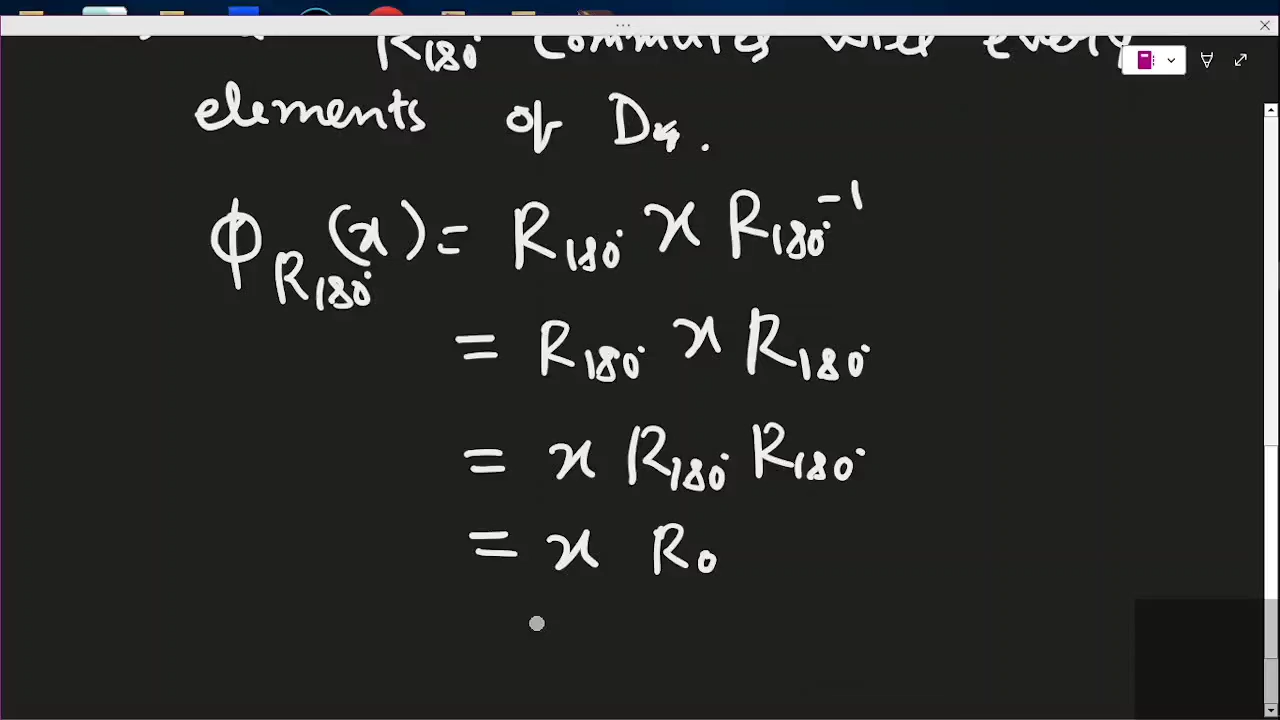 R180° commutes with every
elements of D4.
ϕR180°(x) = R180° x R180°⁻¹
= R180° x R180°
= x R180° R180°
= x R0